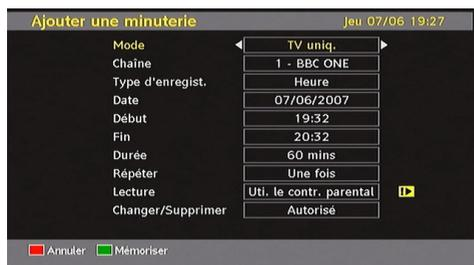 Ajouter une minuterie Jeu 07/06 19:27
Mode TV uniq.
Chaîne 1 - BBC ONE
Type d'enregist. Heure
Date 07/06/2007
Début 19:32
Fin 20:32
Durée 60 mins
Répéter Une fois
Lecture Uti. le contr. parental
Changer/Supprimer Autorisé
Annuler Mémoriser